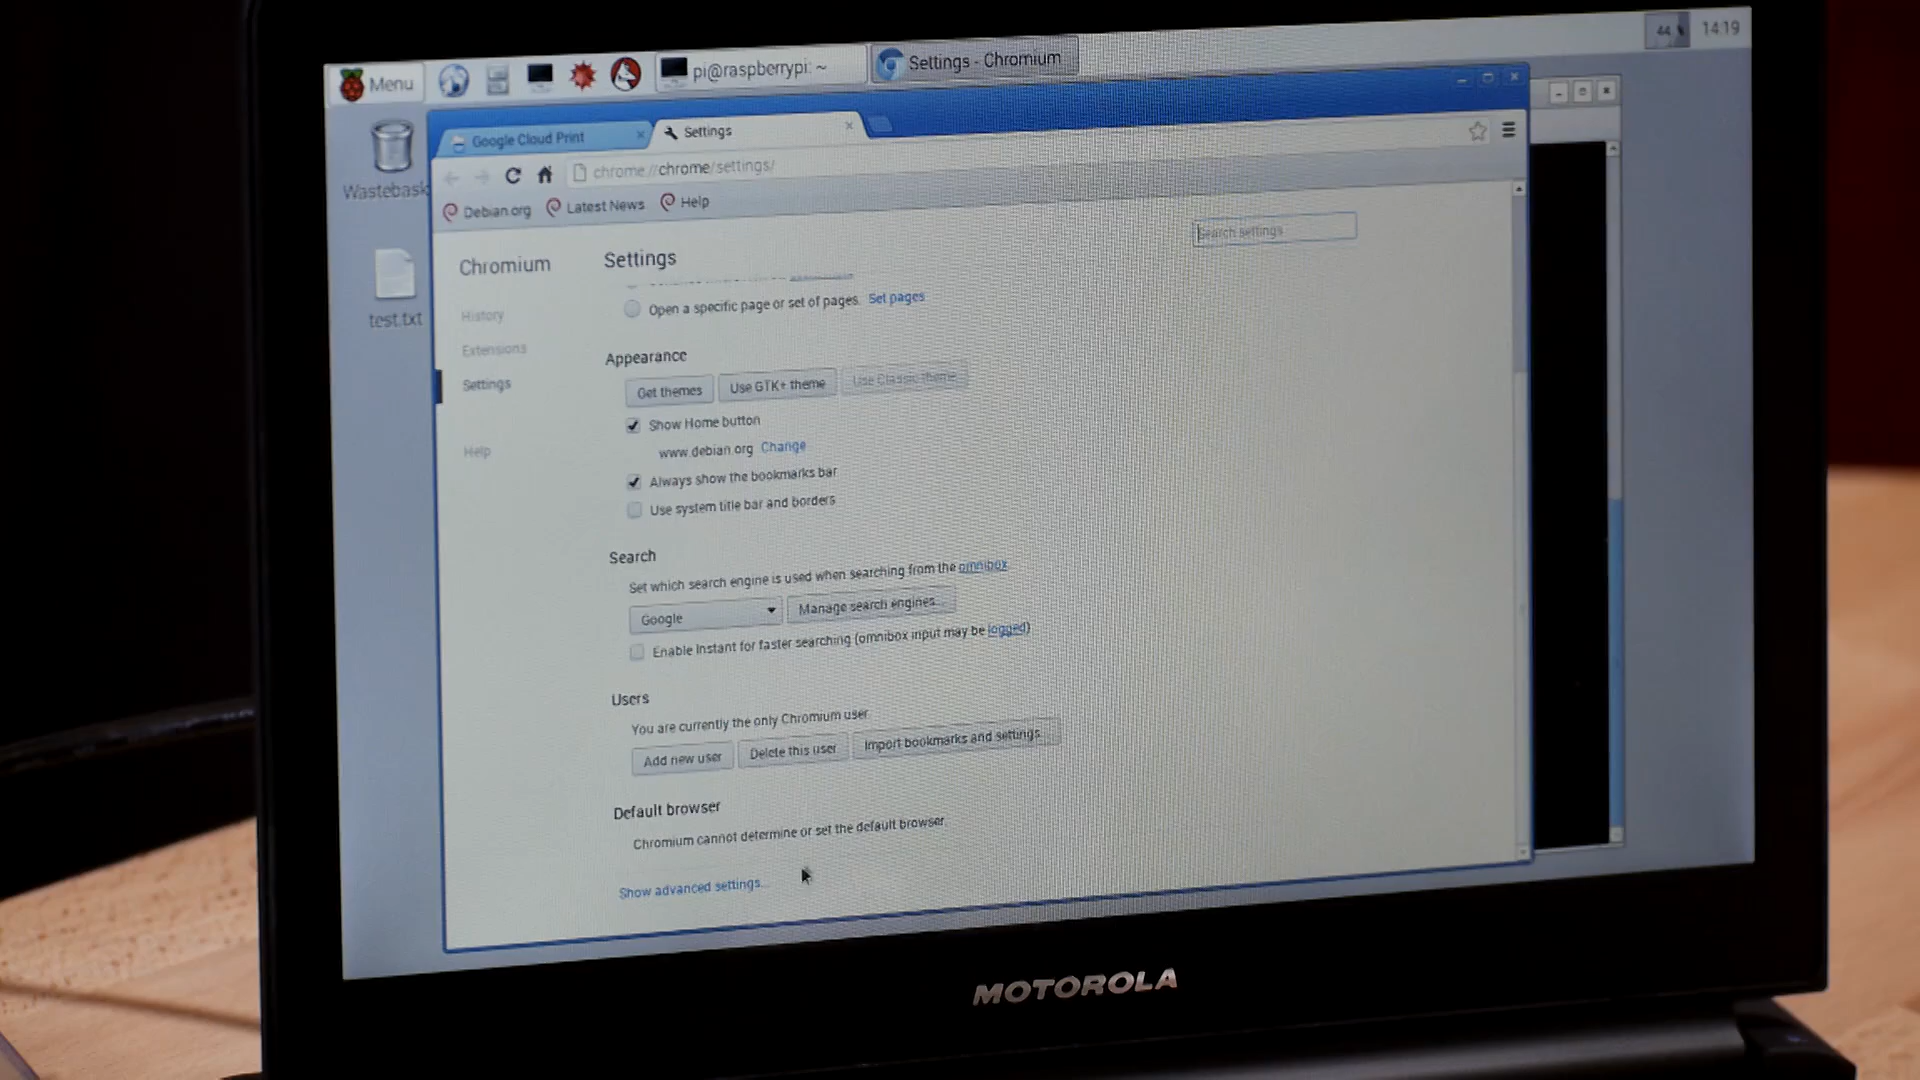 Menu
pi@raspberrypi: ~
Settings - Chromium
44
14:19
Google Cloud Print
Settings
chrome://chrome/settings/
Debian.org
Latest News
Help
Wastebask
test.txt
Chromium
History
Extensions
Settings
Help
Settings
Search settings
Open a specific page or set of pages. Set pages
Appearance
Get themes
Use GTK+ theme
Use Classic theme
Show Home button
www.debian.org Change
Always show the bookmarks bar
Use system title bar and borders
Search
Set which search engine is used when searching from the omnibox
Google
Manage search engines...
Enable Instant for faster searching (omnibox input may be logged)
Users
You are currently the only Chromium user.
Add new user
Delete this user
Import bookmarks and settings...
Default browser
Chromium cannot determine or set the default browser.
Show advanced settings...
MOTOROLA